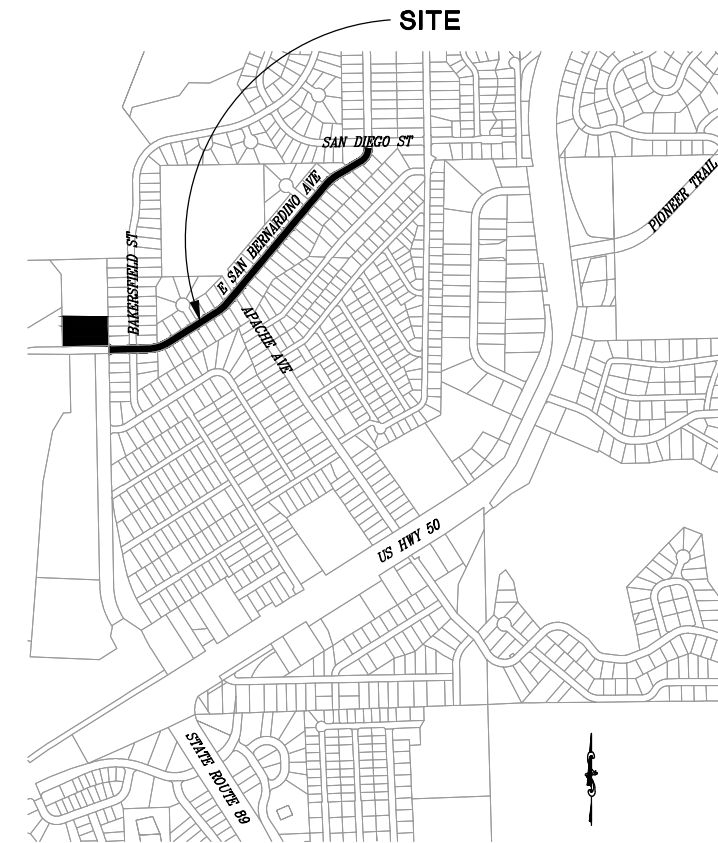 SITE
SAN DIEGO ST
PIONEER TRAIL
E SAN BERNARDINO AVE
BAKERSFIELD ST
APACHE AVE
US HWY 50
STATE ROUTE 89